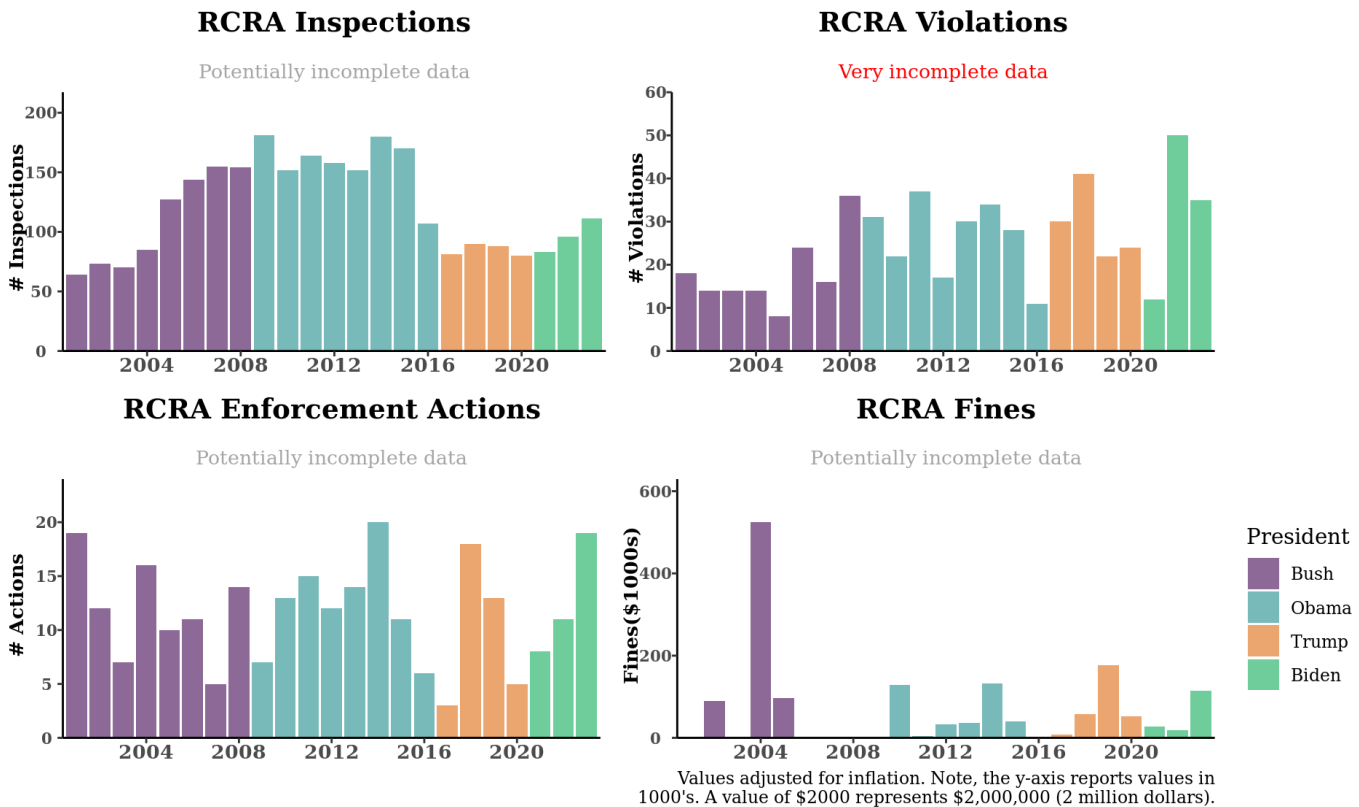 RCRA Inspections
Potentially incomplete data
# Inspections
200
150
100
50
0
2004
2008
2012
2016
2020
RCRA Violations
Very incomplete data
# Violations
60
50
40
30
20
10
0
2004
2008
2012
2016
2020
RCRA Enforcement Actions
Potentially incomplete data
# Actions
20
15
10
5
0
2004
2008
2012
2016
2020
RCRA Fines
Potentially incomplete data
Fines($1000s)
600
400
200
0
2004
2008
2012
2016
2020
President
Bush
Obama
Trump
Biden
Values adjusted for inflation. Note, the y-axis reports values in
1000's. A value of $2000 represents $2,000,000 (2 million dollars).